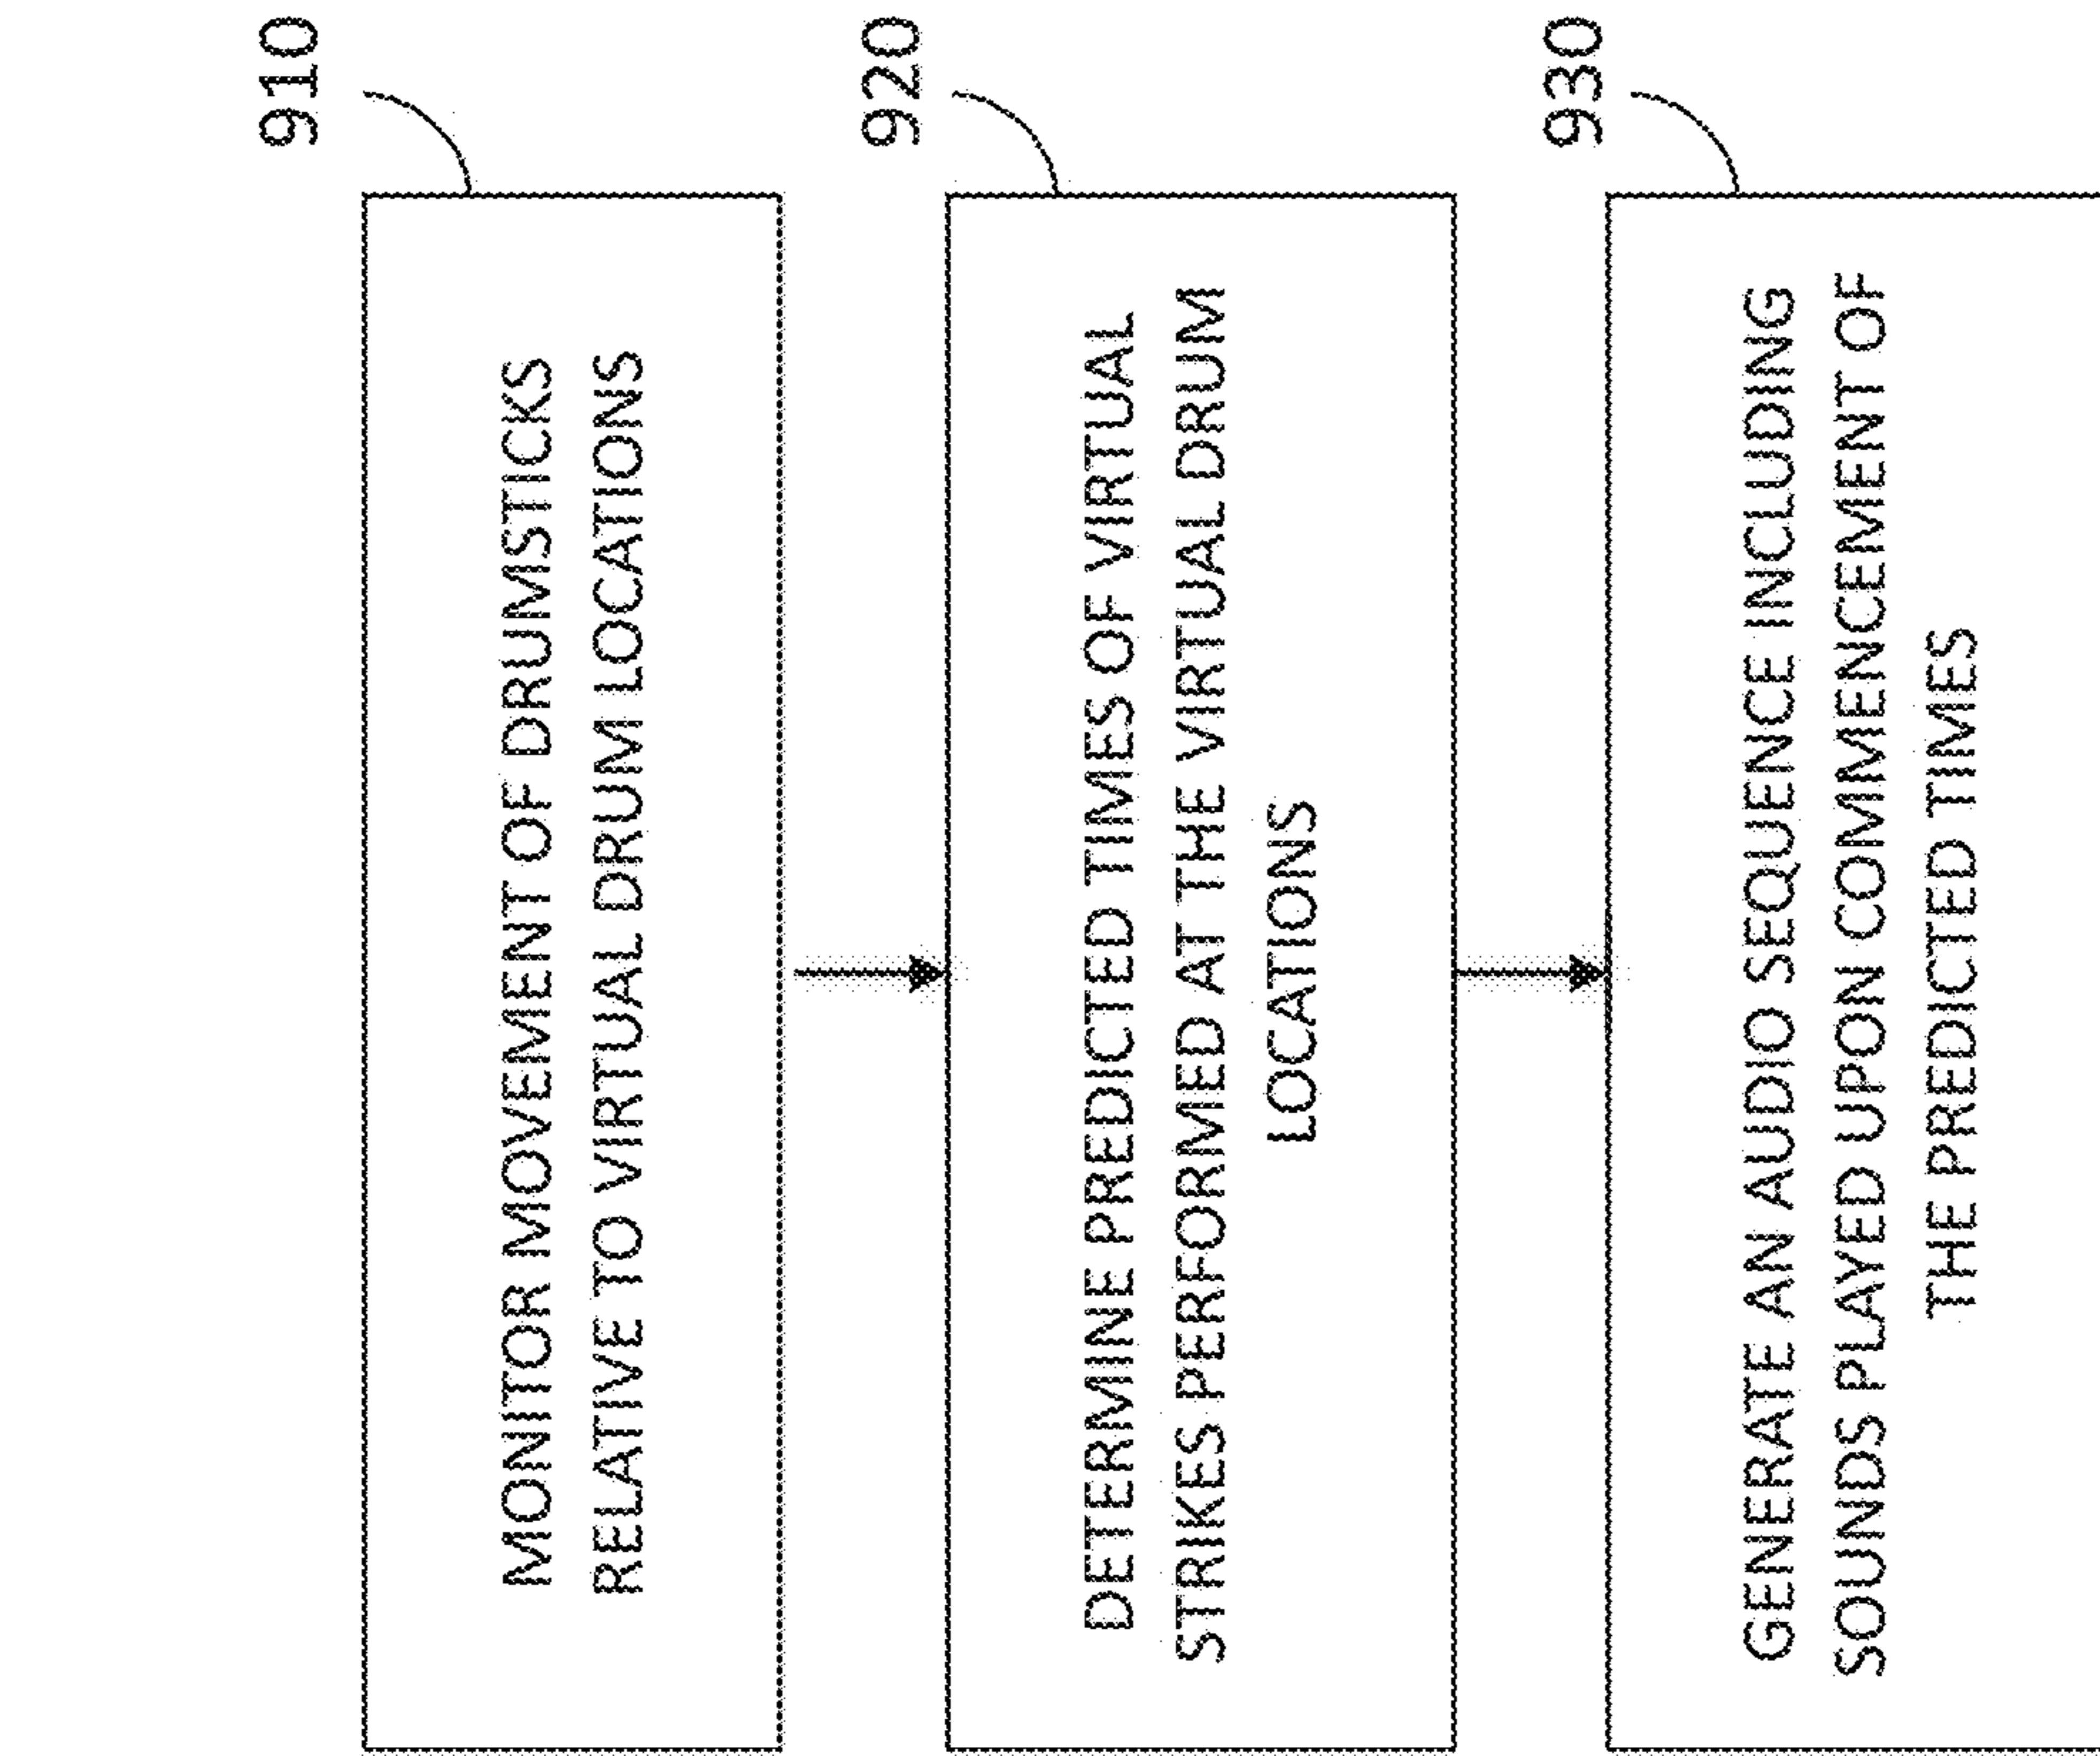 910
MONITOR MOVEMENT OF DRUMSTICKS
RELATIVE TO VIRTUAL DRUM LOCATIONS
920
DETERMINE PREDICTED TIMES OF VIRTUAL
STRIKES PERFORMED AT THE VIRTUAL DRUM
LOCATIONS
930
GENERATE AN AUDIO SEQUENCE INCLUDING
SOUNDS PLAYED UPON COMMENCEMENT OF
THE PREDICTED TIMES